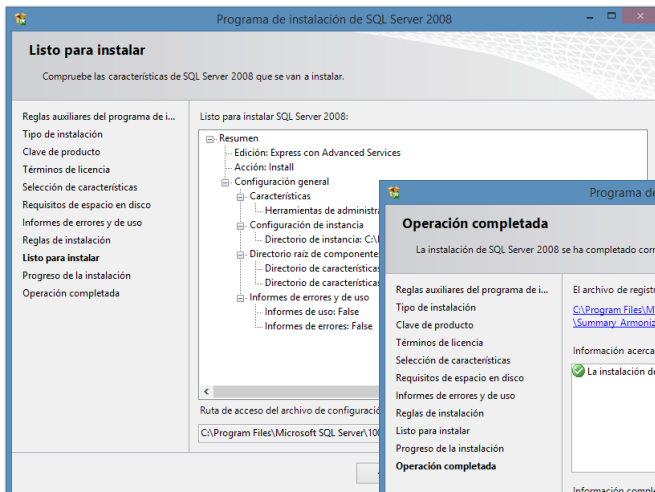 Programa de instalación de SQL Server 2008
Listo para instalar
Compruebe las características de SQL Server 2008 que se van a instalar.
Reglas auxiliares del programa de i...
Tipo de instalación
Clave de producto
Términos de licencia
Selección de características
Requisitos de espacio en disco
Informes de errores y de uso
Reglas de instalación
Listo para instalar
Progreso de la instalación
Operación completada
Listo para instalar SQL Server 2008:
Resumen
Edición: Express con Advanced Services
Acción: Install
Configuración general
Características
Herramientas de administra
Configuración de instancia
Directorio de instancia: C:\
Directorio raíz de componente
Directorio de característica
Directorio de característica
Informes de errores y de uso
Informes de uso: False
Informes de errores: False
Ruta de acceso del archivo de configuració
C:\Program Files\Microsoft SQL Server\10
Programa de
Operación completada
La instalación de SQL Server 2008 se ha completado corr
Reglas auxiliares del programa de i...
Tipo de instalación
Clave de producto
Términos de licencia
Selección de características
Requisitos de espacio en disco
Informes de errores y de uso
Reglas de instalación
Listo para instalar
Progreso de la instalación
Operación completada
El archivo de regist
C:\Program Files\M
\Summary_Armoniz
Información acerca
La instalación de
Información comple